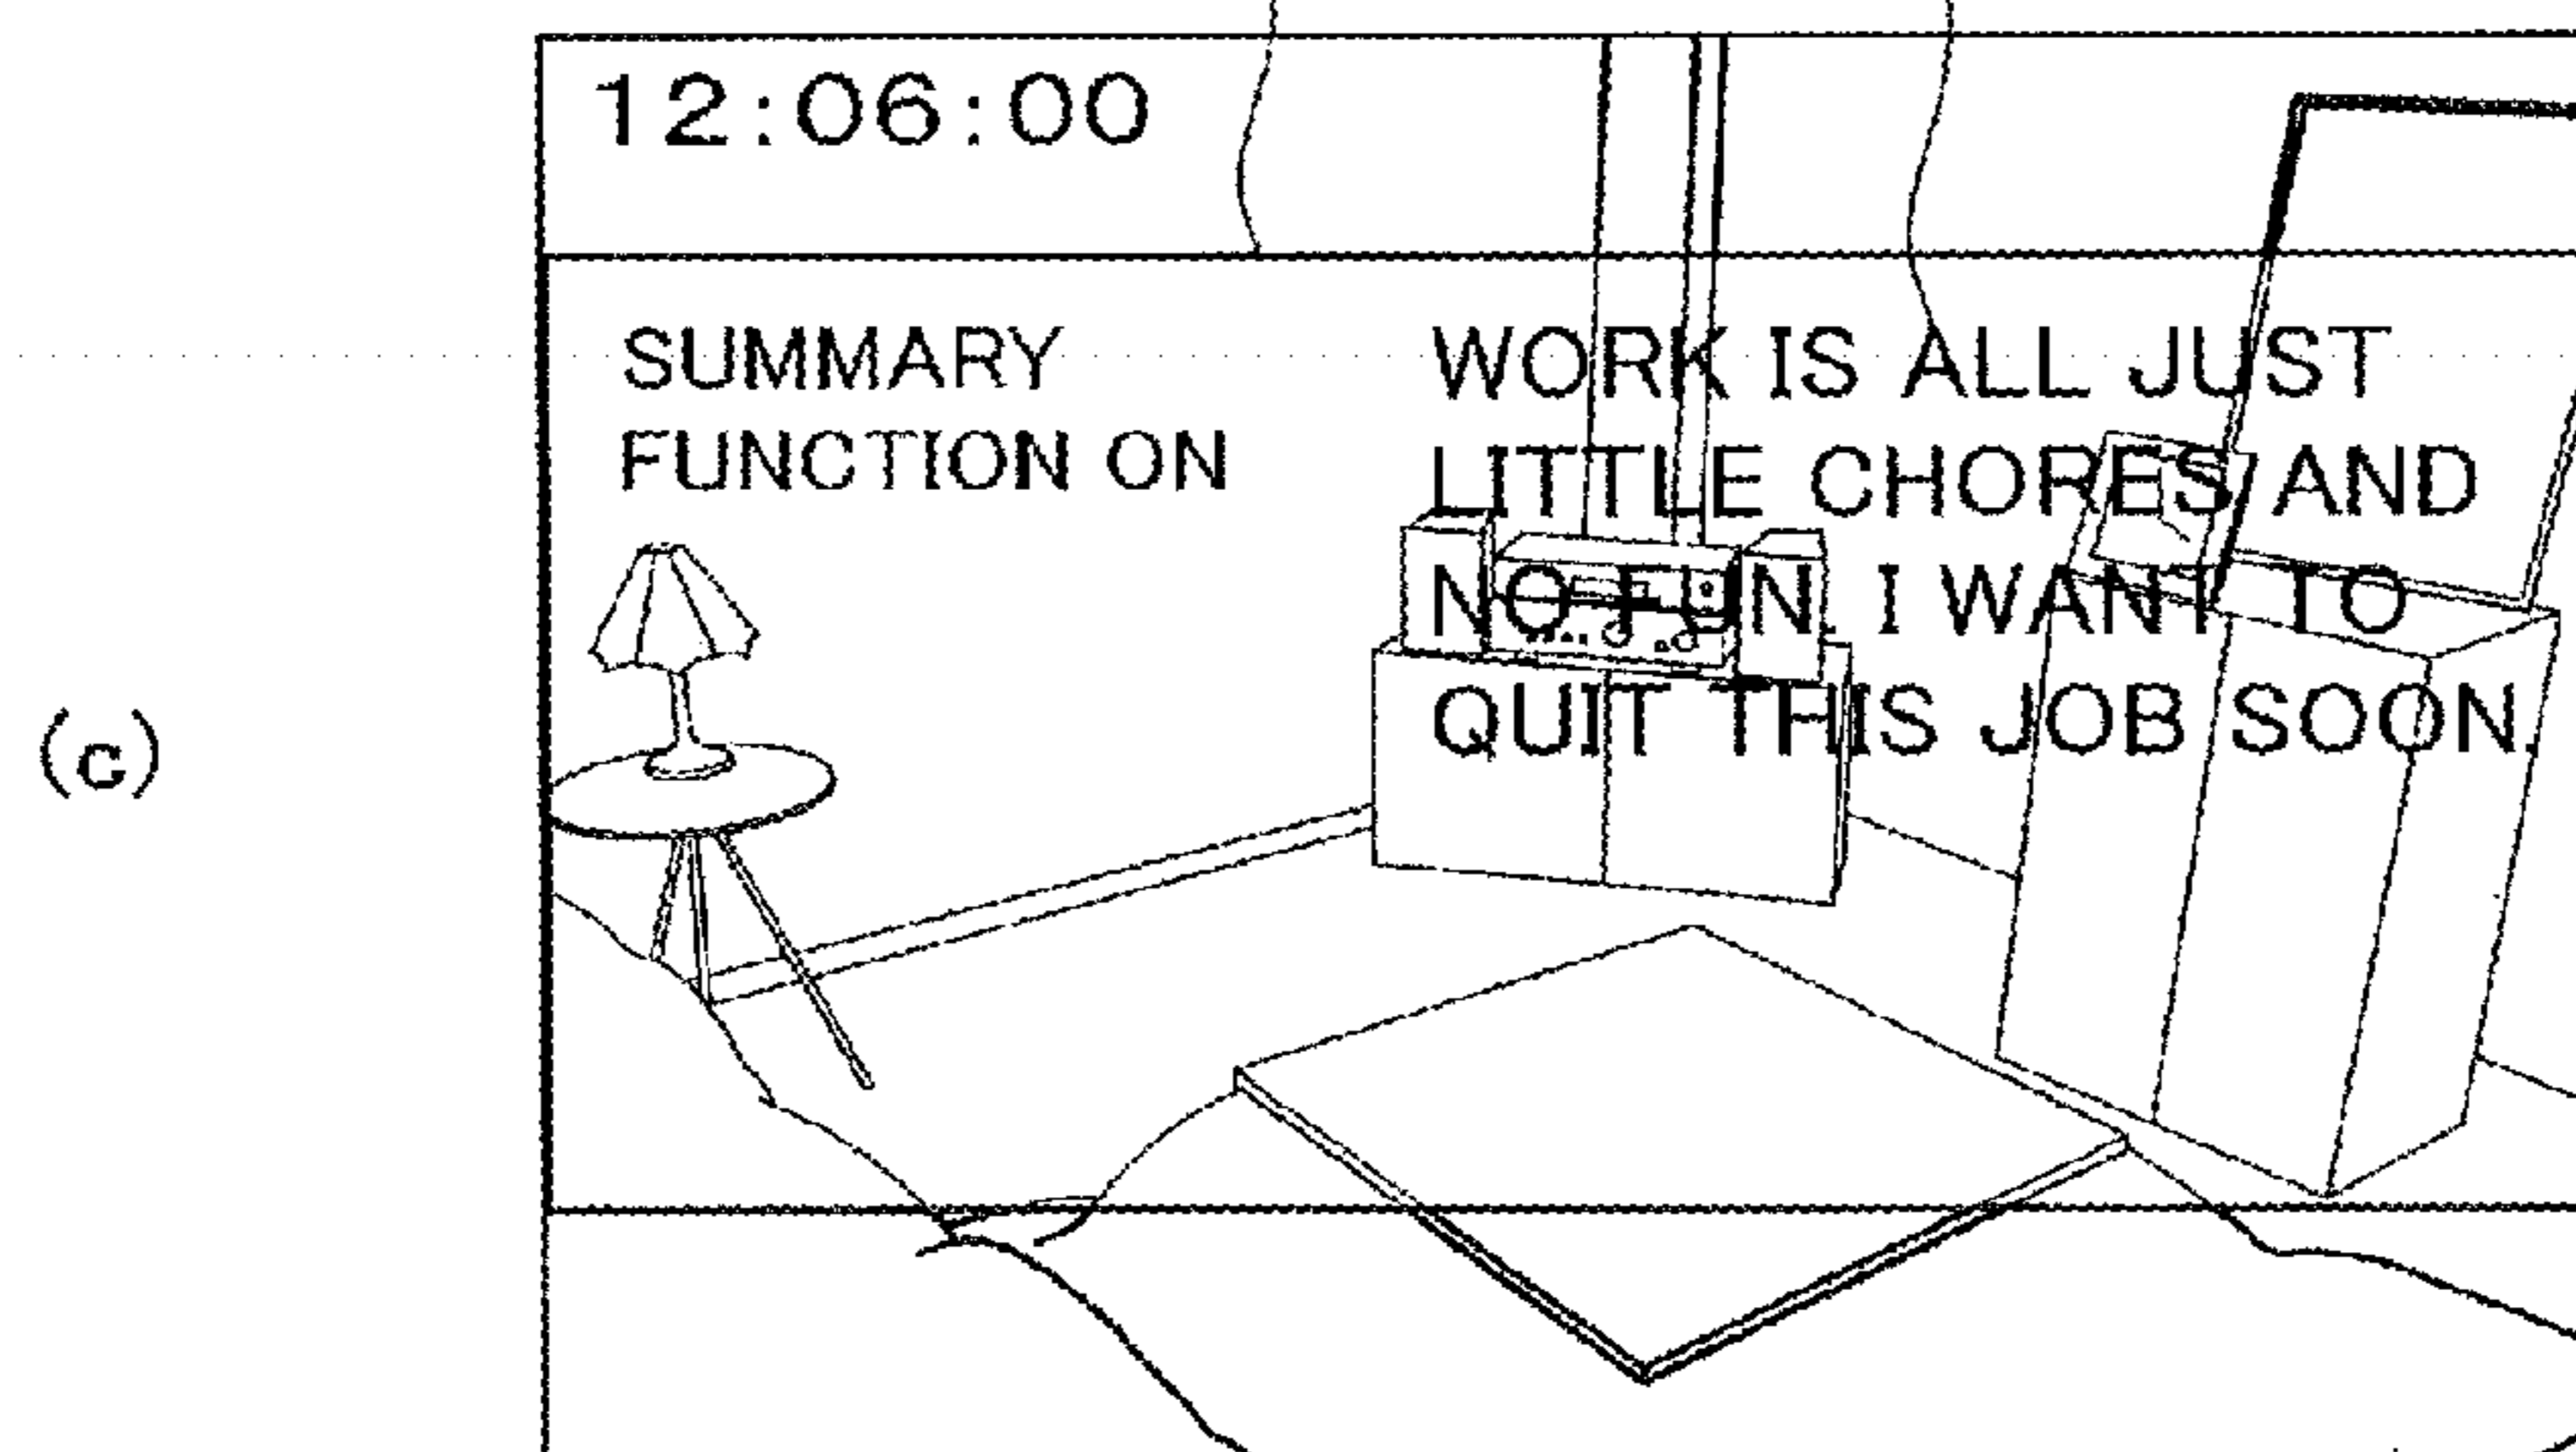 12:06:00
SUMMARY
FUNCTION ON
WORK IS ALL JUST
LITTLE CHORES AND
NO FUN. I WANT TO
QUIT THIS JOB SOON.
(c)